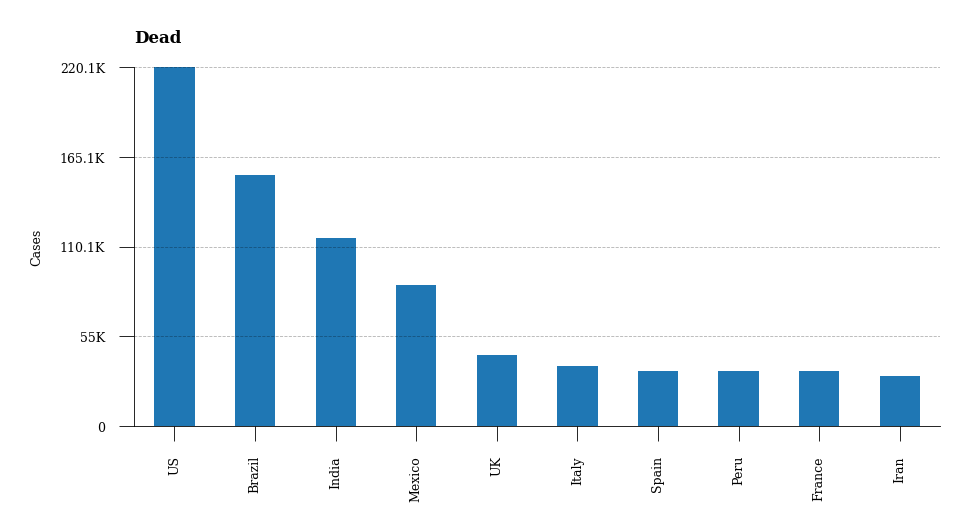 Dead
220.1K
165.1K
110.1K
55K
0
Cases
US
Brazil
India
Mexico
UK
Italy
Spain
Peru
France
Iran